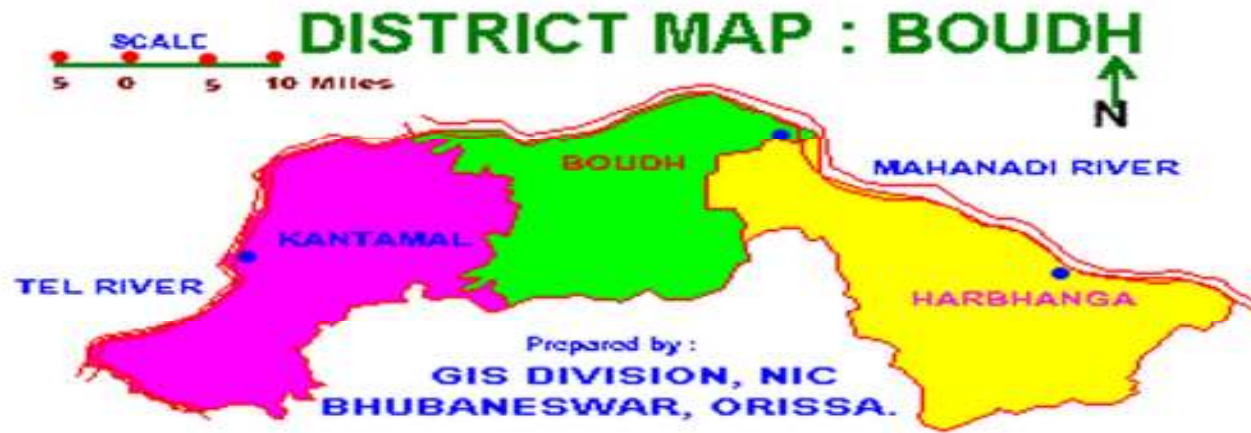 DISTRICT MAP : BOUDH
SCALE
5 0 5 10 Miles
N
BOUDH
MAHANADI RIVER
KANTAMAL
TEL RIVER
HARBHANGA
Prepared by :
GIS DIVISION, NIC
BHUBANESWAR, ORISSA.